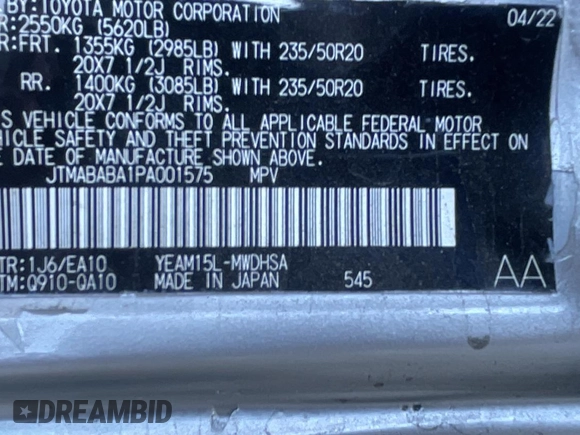 BY: TOYOTA MOTOR CORPORATION 04/22
R: 2550KG (5620LB)
R: FRT. 1355KG (2985LB) WITH 235/50R20 TIRES.
20X7 1/2J RIMS.
RR. 1400KG (3085LB) WITH 235/50R20 TIRES.
20X7 1/2J RIMS.
S VEHICLE CONFORMS TO ALL APPLICABLE FEDERAL MOTOR
HICLE SAFETY AND THEFT PREVENTION STANDARDS IN EFFECT ON
E DATE OF MANUFACTURE SHOWN ABOVE.
JTMABABA1PA001575 MPV
TR: 1J6/EA10 YEAM15L-MWDHSA
TM: Q910-QA10 MADE IN JAPAN 545 AA
DREAMBID